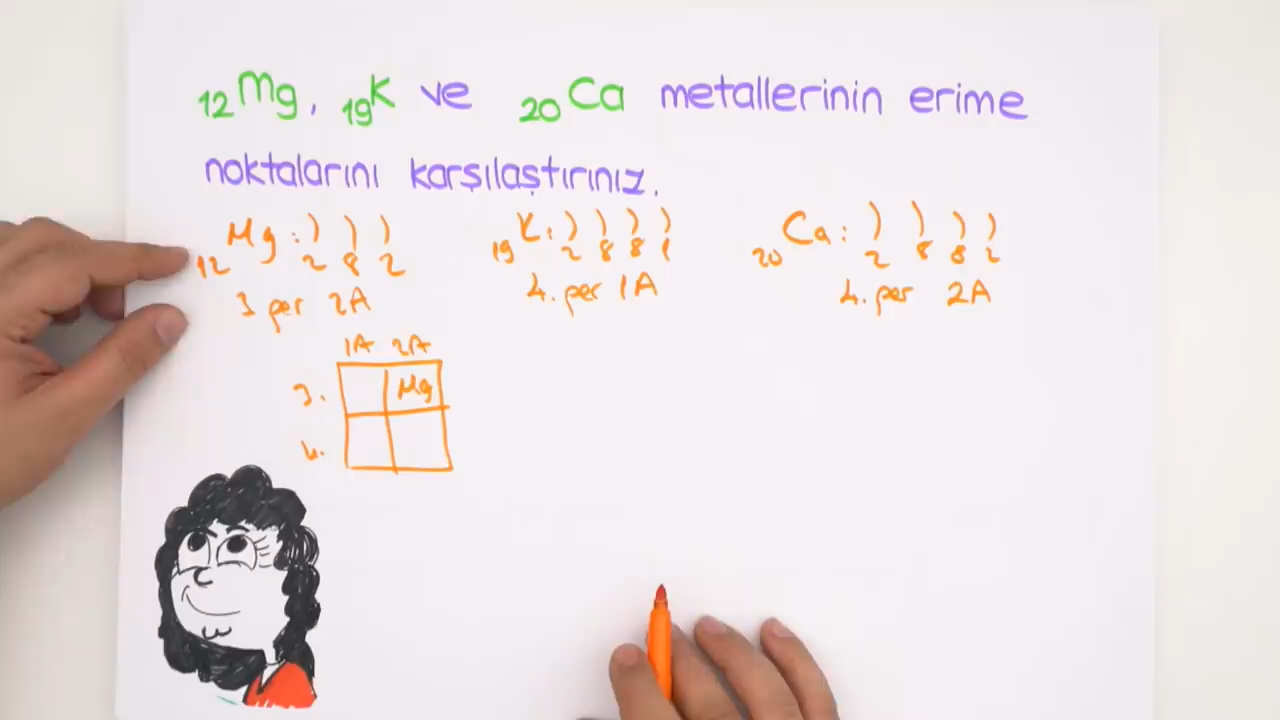 12Mg, 19K ve 20Ca metallerinin erime
noktalarını karşılaştırınız.
12Mg: ) ) ) 19K: ) ) ) ) 20Ca: ) ) ) )
2 8 2 2 8 8 1 2 8 8 2
3 per 2A 4. per 1A 4. per 2A
1A 2A
3. Mg
4.